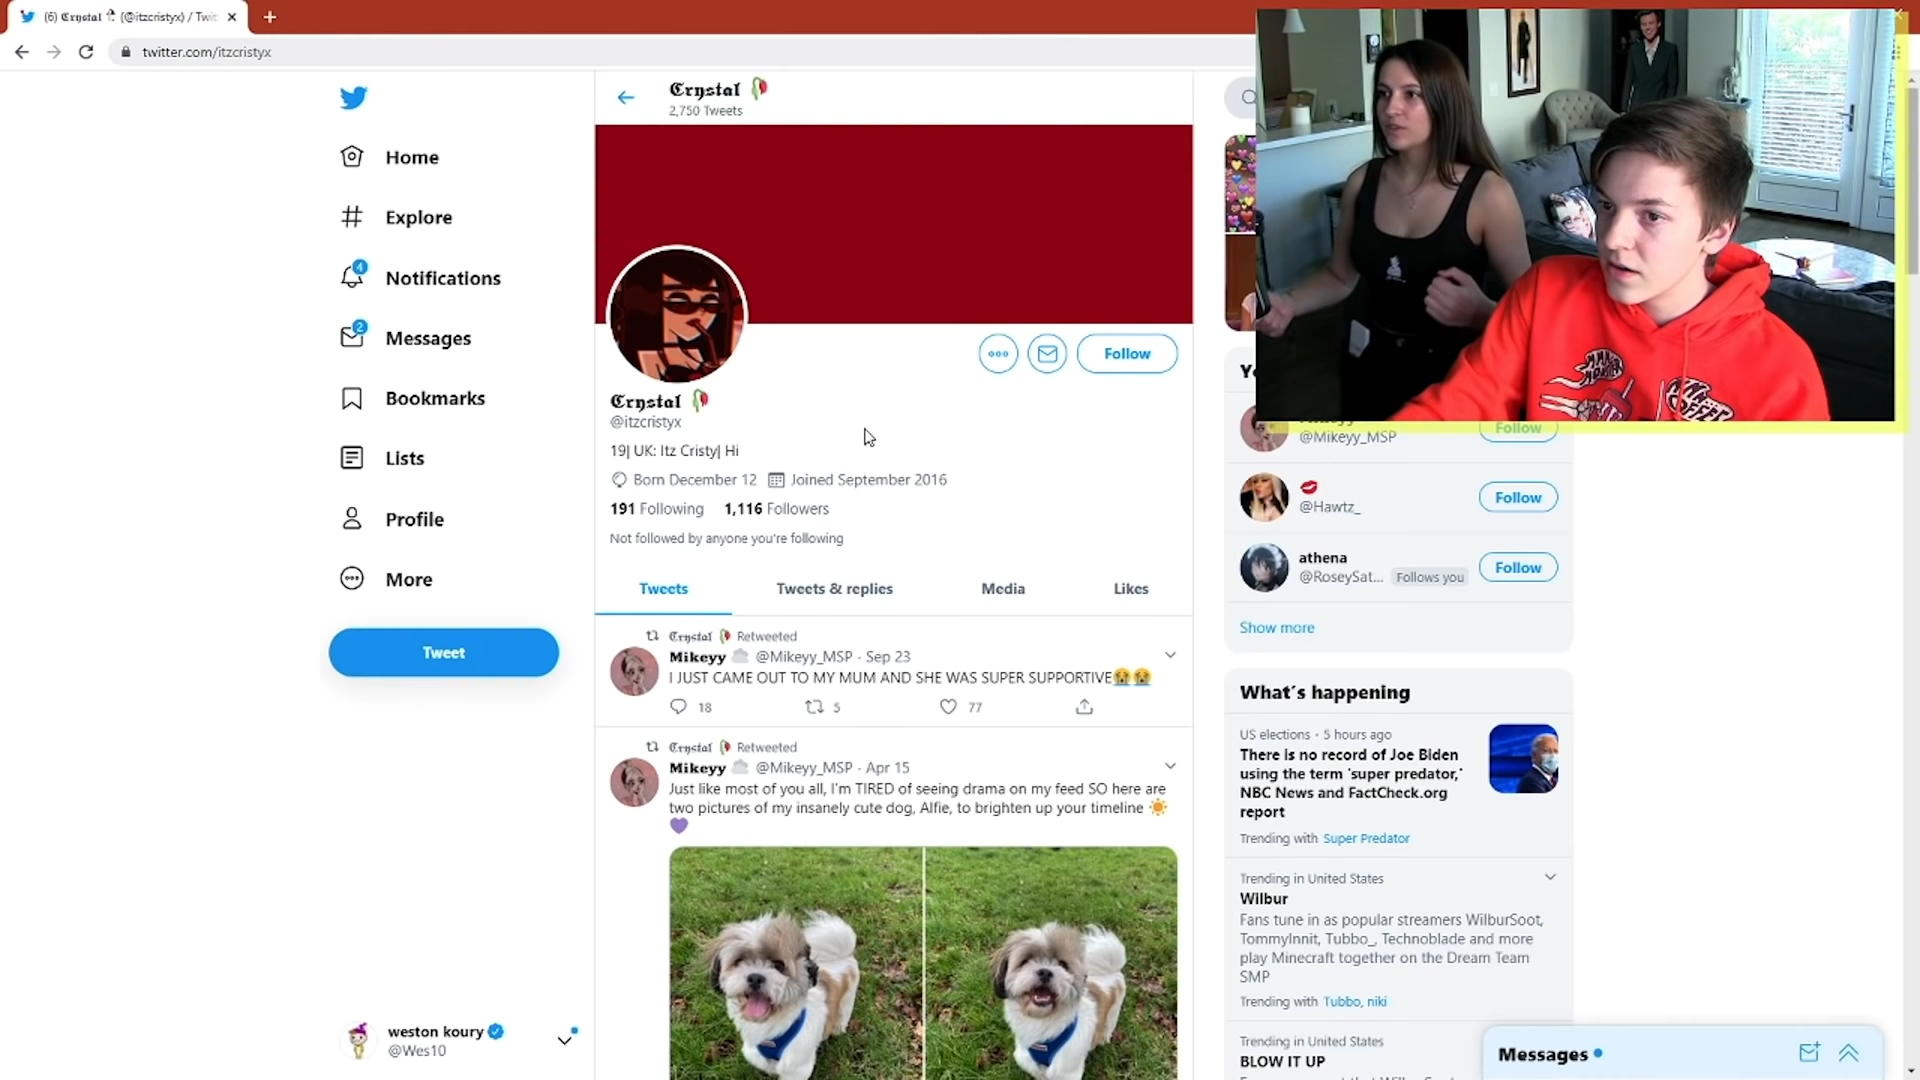 (6) Crystal 🥀 (@itzcristyx) / Twit
twitter.com/itzcristyx
Home
Explore
4
Notifications
2
Messages
Bookmarks
Lists
Profile
More
Tweet
weston koury
@Wes10
Crystal 🥀
2,750 Tweets
Follow
Crystal 🥀
@itzcristyx
19| UK: Itz Cristy| Hi
Born December 12 Joined September 2016
191 Following 1,116 Followers
Not followed by anyone you're following
Tweets Tweets & replies Media Likes
Crystal 🥀 Retweeted
Mikeyy ☁️ @Mikeyy_MSP · Sep 23
I JUST CAME OUT TO MY MUM AND SHE WAS SUPER SUPPORTIVE😭😭
18 5 77
Crystal 🥀 Retweeted
Mikeyy ☁️ @Mikeyy_MSP · Apr 15
Just like most of you all, I'm TIRED of seeing drama on my feed SO here are
two pictures of my insanely cute dog, Alfie, to brighten up your timeline ☀️
💜
@Mikeyy_MSP
Follow
💋
@Hawtz_
Follow
athena
@RoseySat... Follows you
Follow
Show more
What's happening
US elections · 5 hours ago
There is no record of Joe Biden
using the term 'super predator,'
NBC News and FactCheck.org
report
Trending with Super Predator
Trending in United States
Wilbur
Fans tune in as popular streamers WilburSoot,
TommyInnit, Tubbo_, Technoblade and more
play Minecraft together on the Dream Team
SMP
Trending with Tubbo, niki
Trending in United States
BLOW IT UP
Messages